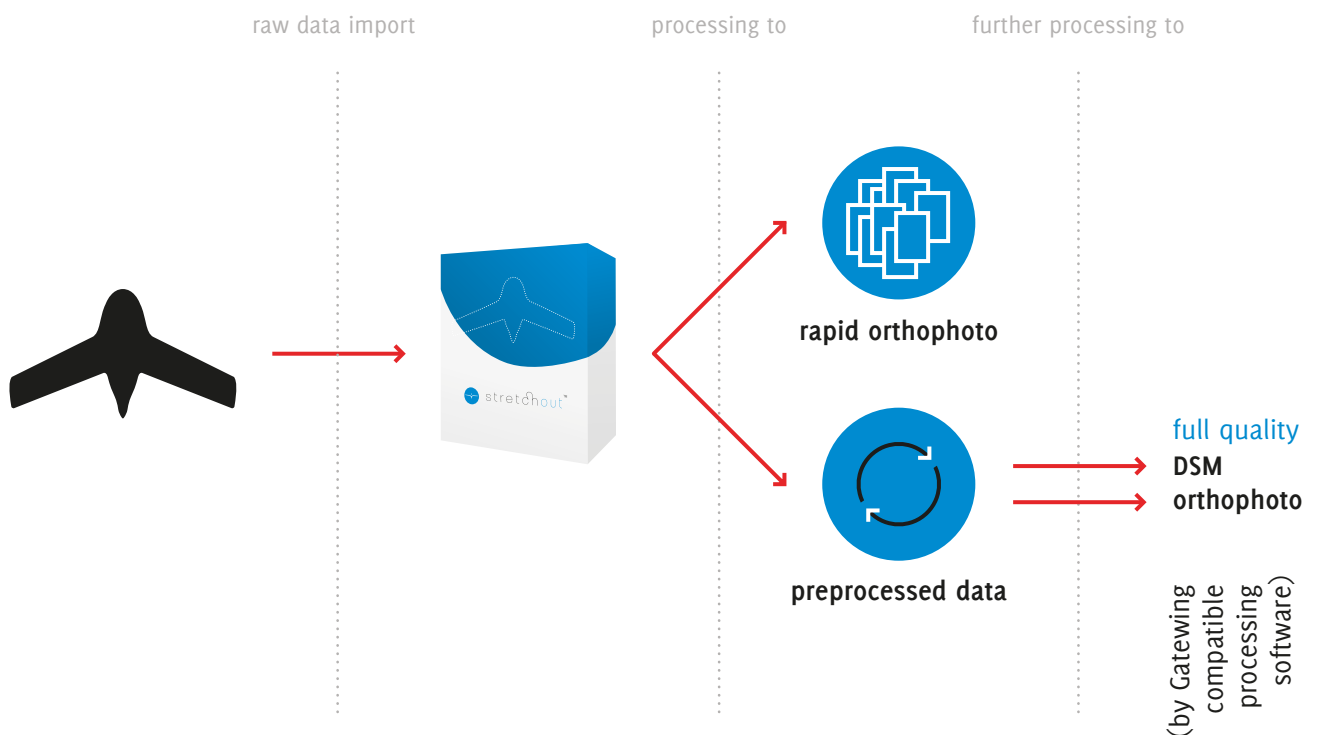 raw data import
processing to
further processing to
stretchout™
rapid orthophoto
preprocessed data
full quality
DSM
orthophoto
(by Gatewing
compatible
processing
software)